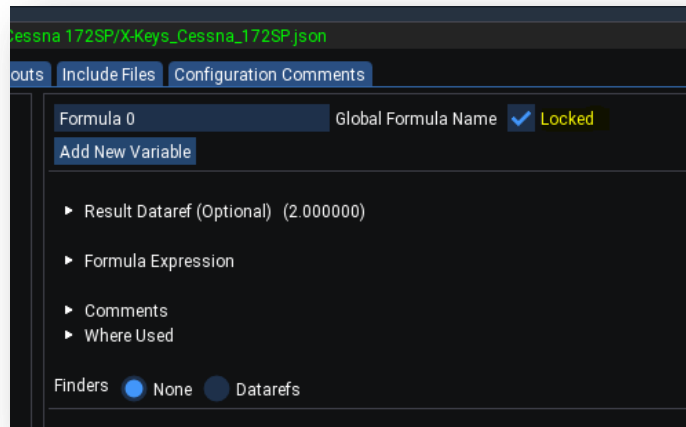 Cessna 172SP/X-Keys_Cessna_172SP.json
outs Include Files Configuration Comments
Formula 0 Global Formula Name Locked
Add New Variable
Result Dataref (Optional) (2.000000)
Formula Expression
Comments
Where Used
Finders None Datarefs